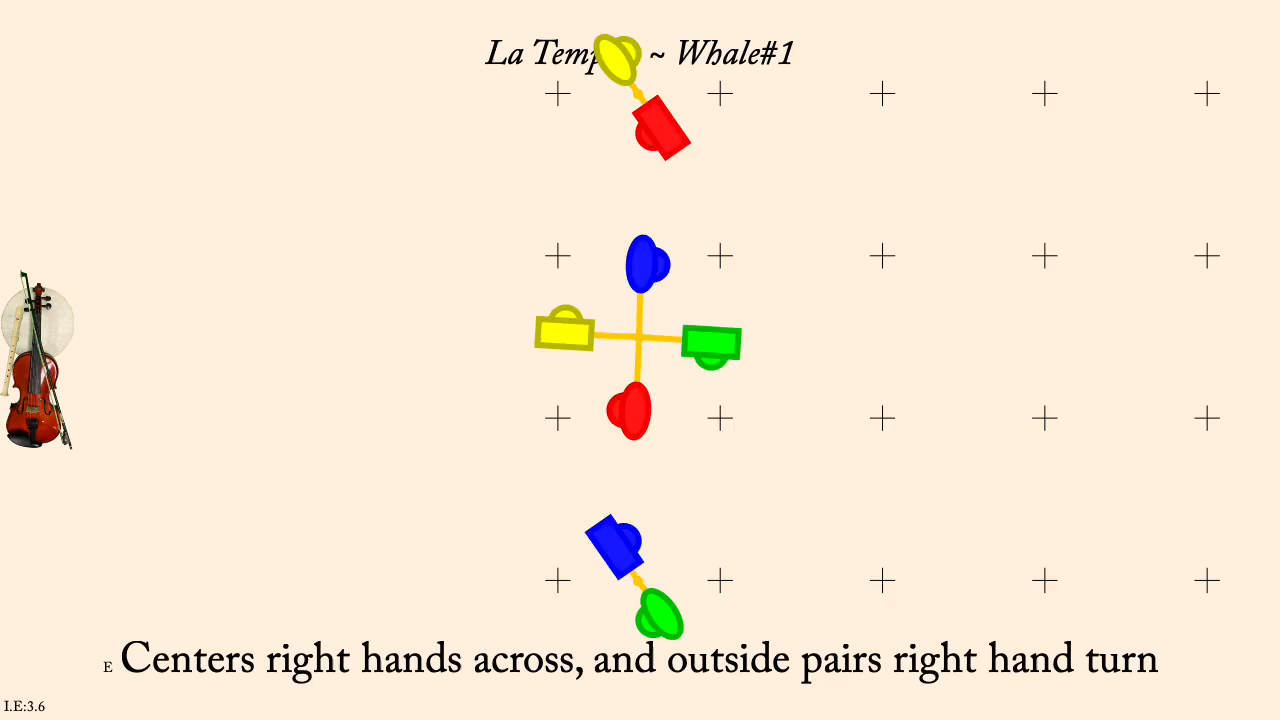 La Temp ~ Whale#1
E Centers right hands across, and outside pairs right hand turn
I.E:3.6